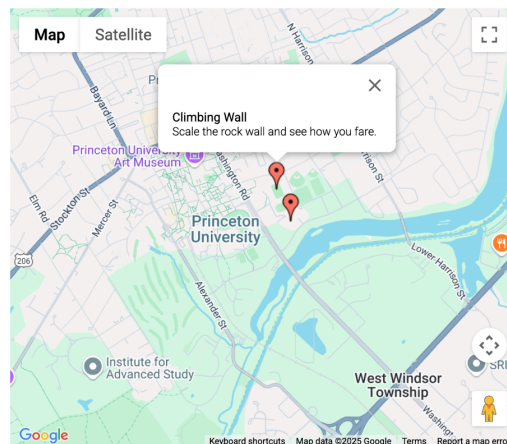 Map
Satellite
N Harrison St
Pr
Bayard Ln
Climbing Wall
Scale the rock wall and see how you fare.
Princeton University
Art Museum
Washington Rd
Harrison St
Elm Rd
Stockton St
Mercer St
Princeton
University
206
Lower Harrison St
Alexander St
Institute for
Advanced Study
SRI
West Windsor
Township
Washing
Google
Keyboard shortcuts
Map data ©2025 Google
Terms
Report a map erro